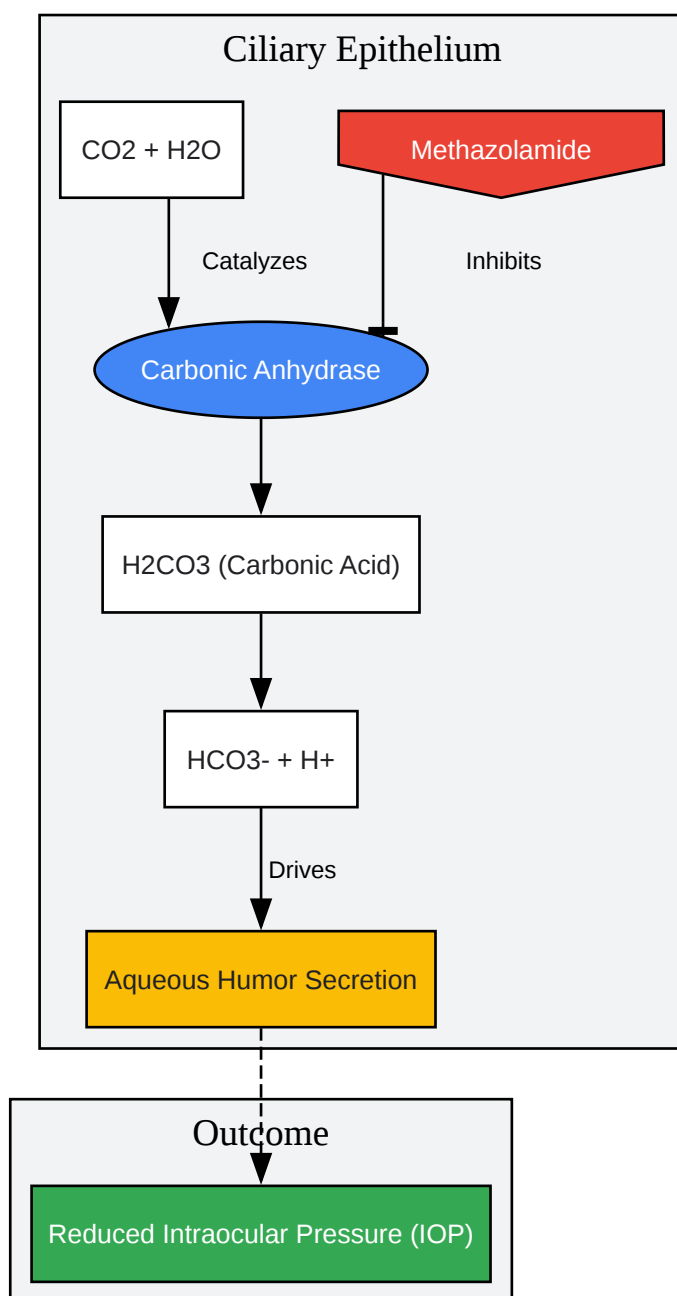 Ciliary Epithelium
CO2 + H2O
Methazolamide
Catalyzes
Inhibits
Carbonic Anhydrase
H2CO3 (Carbonic Acid)
HCO3- + H+
Drives
Aqueous Humor Secretion
Outcome
Reduced Intraocular Pressure (IOP)